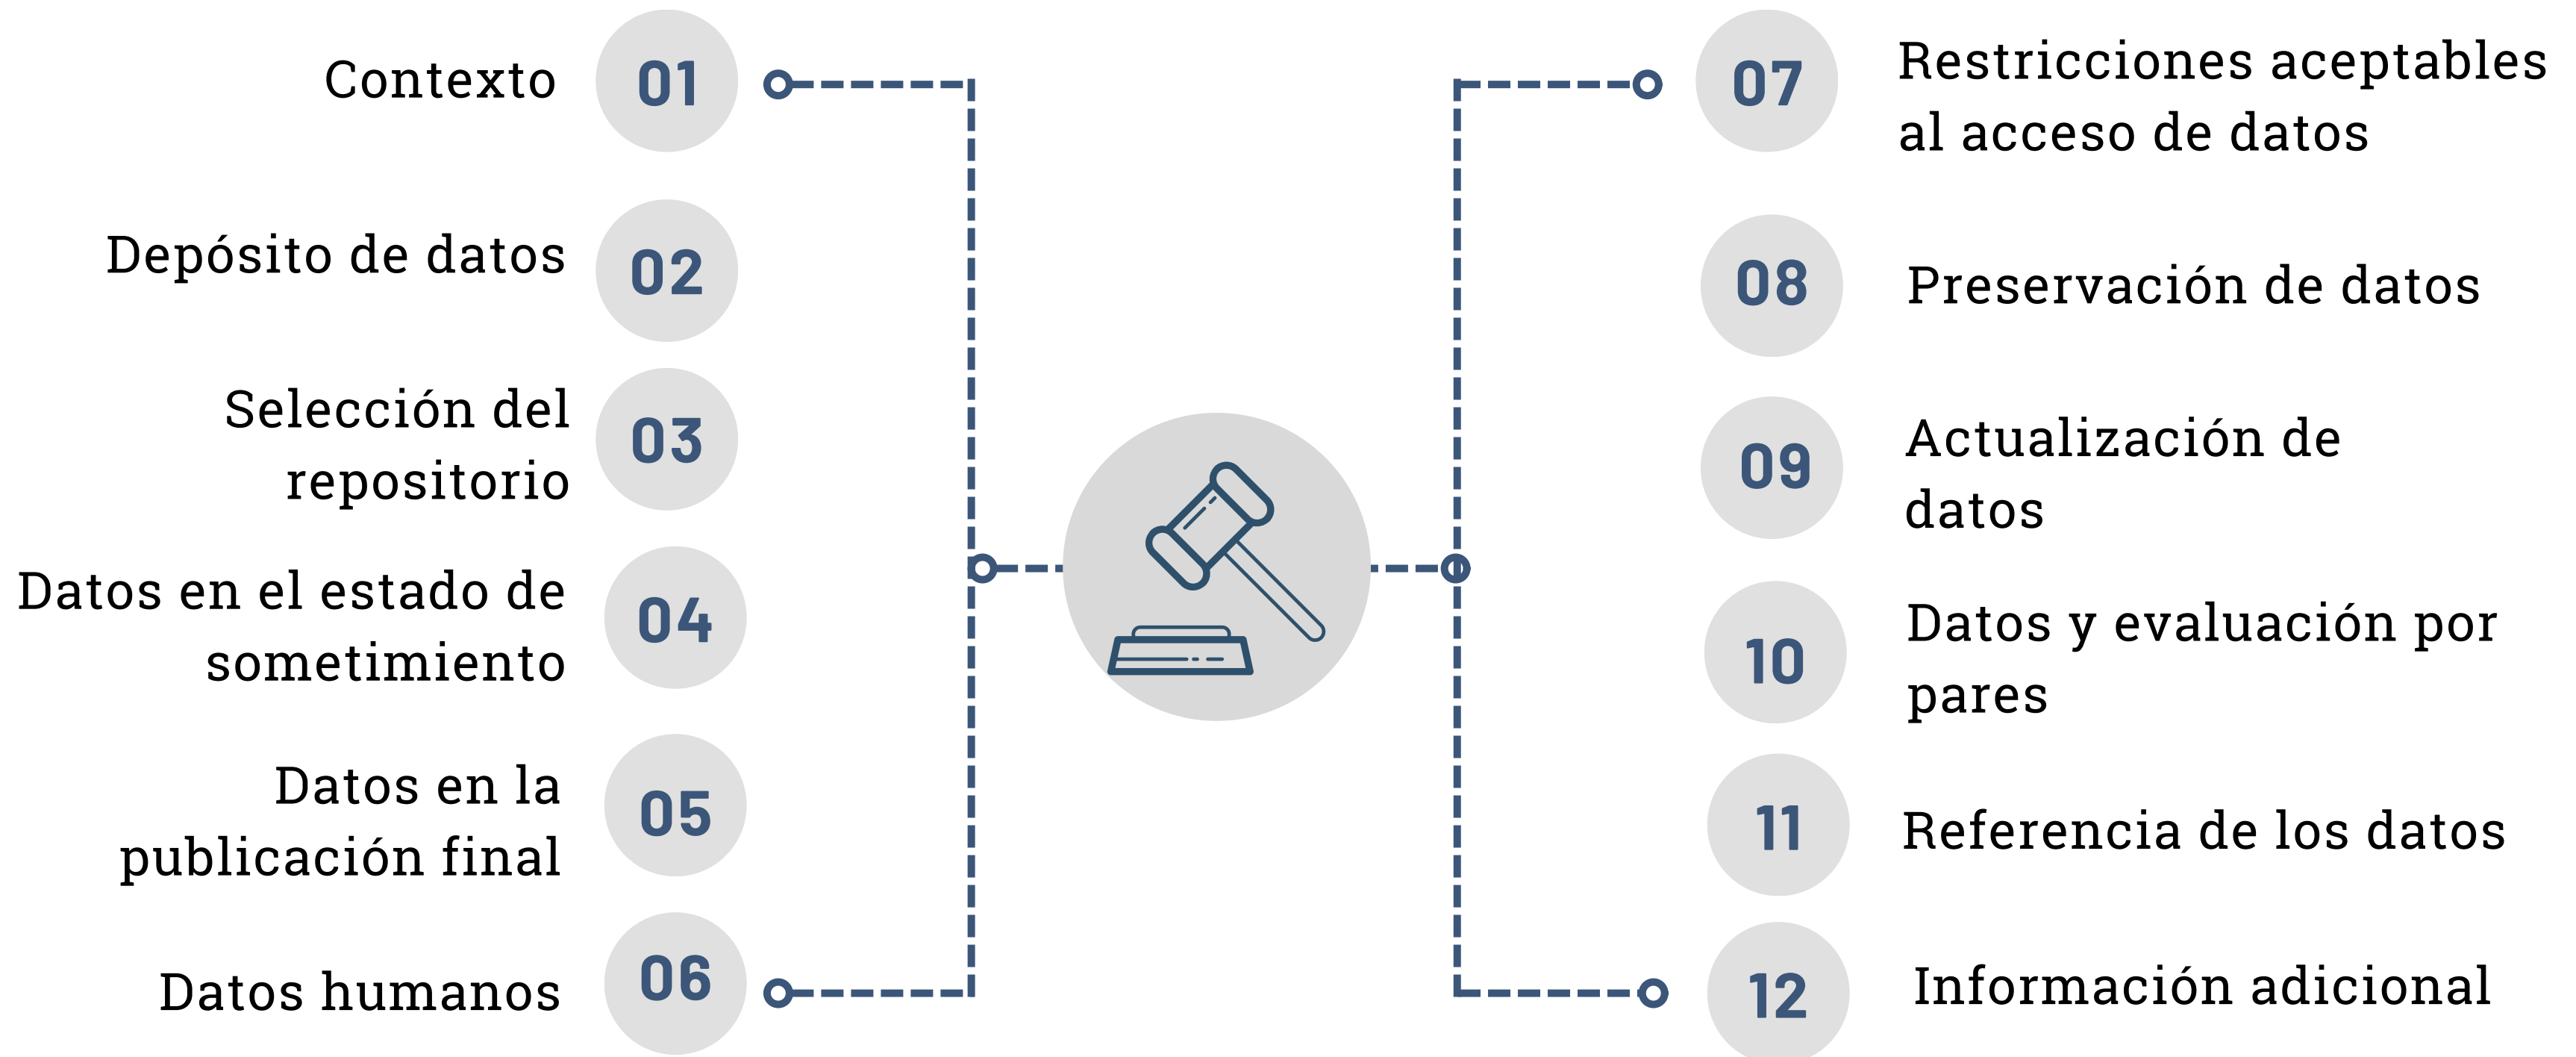 01
Contexto
02
Depósito de datos
03
Selección del
repositorio
04
Datos en el estado de
sometimiento
05
Datos en la
publicación final
06
Datos humanos
07
Restricciones aceptables
al acceso de datos
08
Preservación de datos
09
Actualización de
datos
10
Datos y evaluación por
pares
11
Referencia de los datos
12
Información adicional